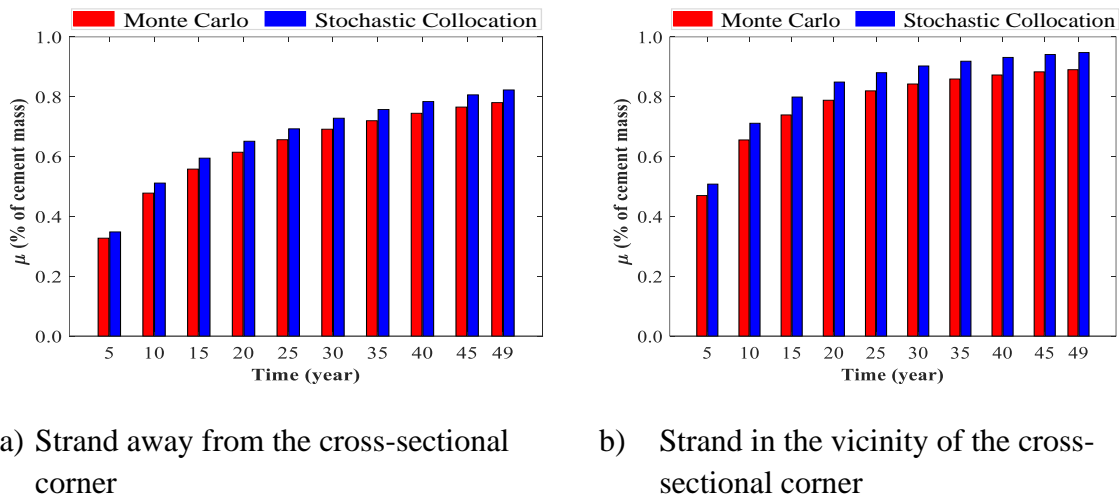 Monte Carlo Stochastic Collocation
1.0
0.8
0.6
0.4
0.2
0.0
μ (% of cement mass)
5 10 15 20 25 30 35 40 45 49
Time (year)
a) Strand away from the cross-sectional
corner
Monte Carlo Stochastic Collocation
1.0
0.8
0.6
0.4
0.2
0.0
μ (% of cement mass)
5 10 15 20 25 30 35 40 45 49
Time (year)
b) Strand in the vicinity of the cross-
sectional corner